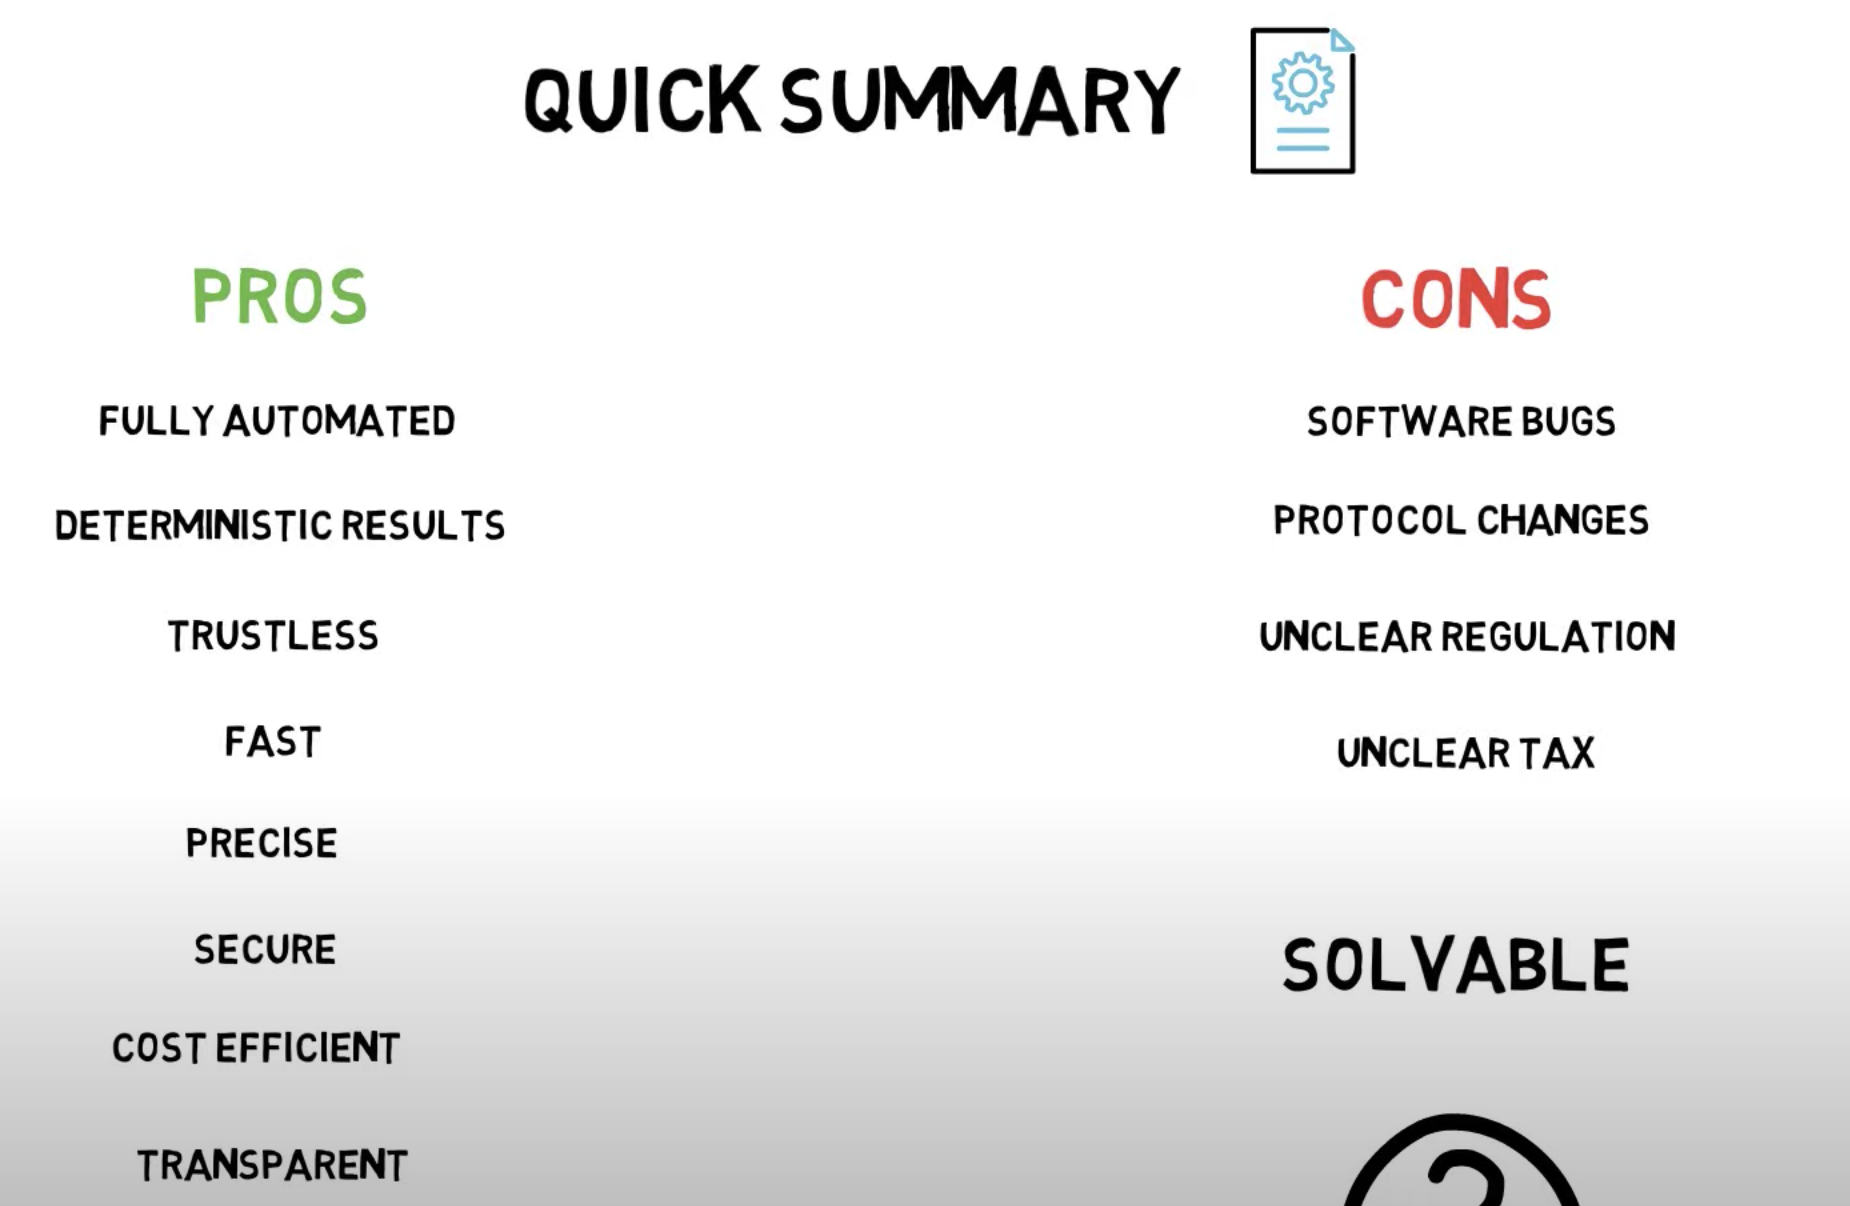 QUICK SUMMARY
PROS
FULLY AUTOMATED
DETERMINISTIC RESULTS
TRUSTLESS
FAST
PRECISE
SECURE
COST EFFICIENT
TRANSPARENT
CONS
SOFTWARE BUGS
PROTOCOL CHANGES
UNCLEAR REGULATION
UNCLEAR TAX
SOLVABLE
?